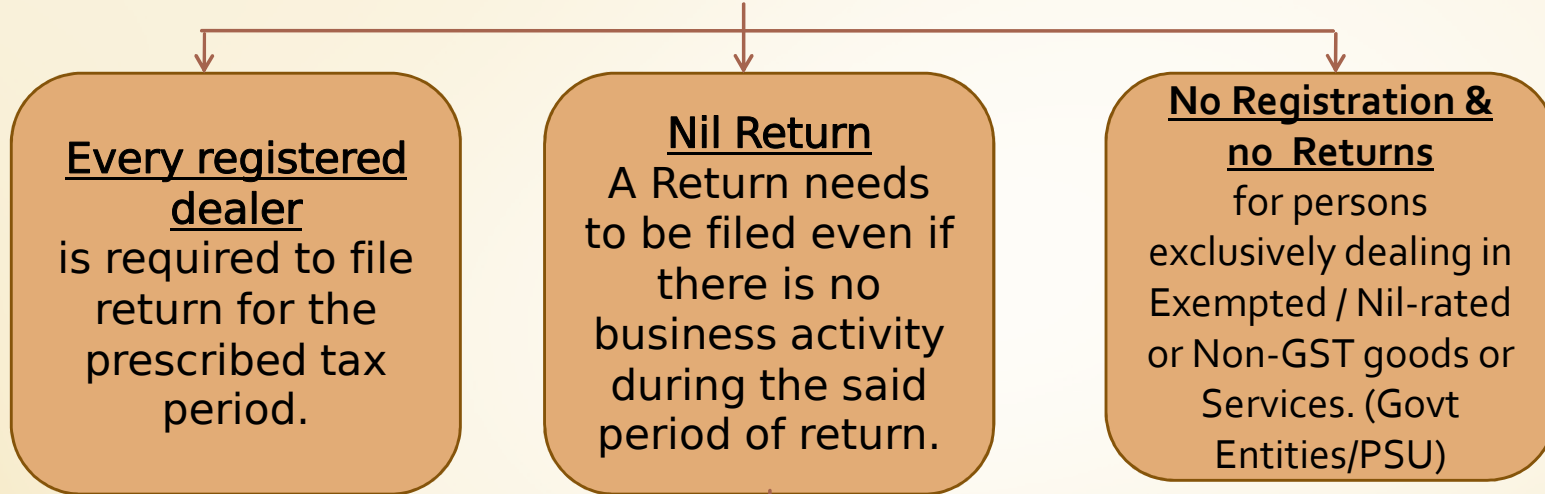 Every registered
dealer
is required to file
return for the
prescribed tax
period.
Nil Return
A Return needs
to be filed even if
there is no
business activity
during the said
period of return.
No Registration &
no  Returns
for persons
exclusively dealing in
Exempted / Nil-rated
or Non-GST goods or
Services. (Govt
Entities/PSU)